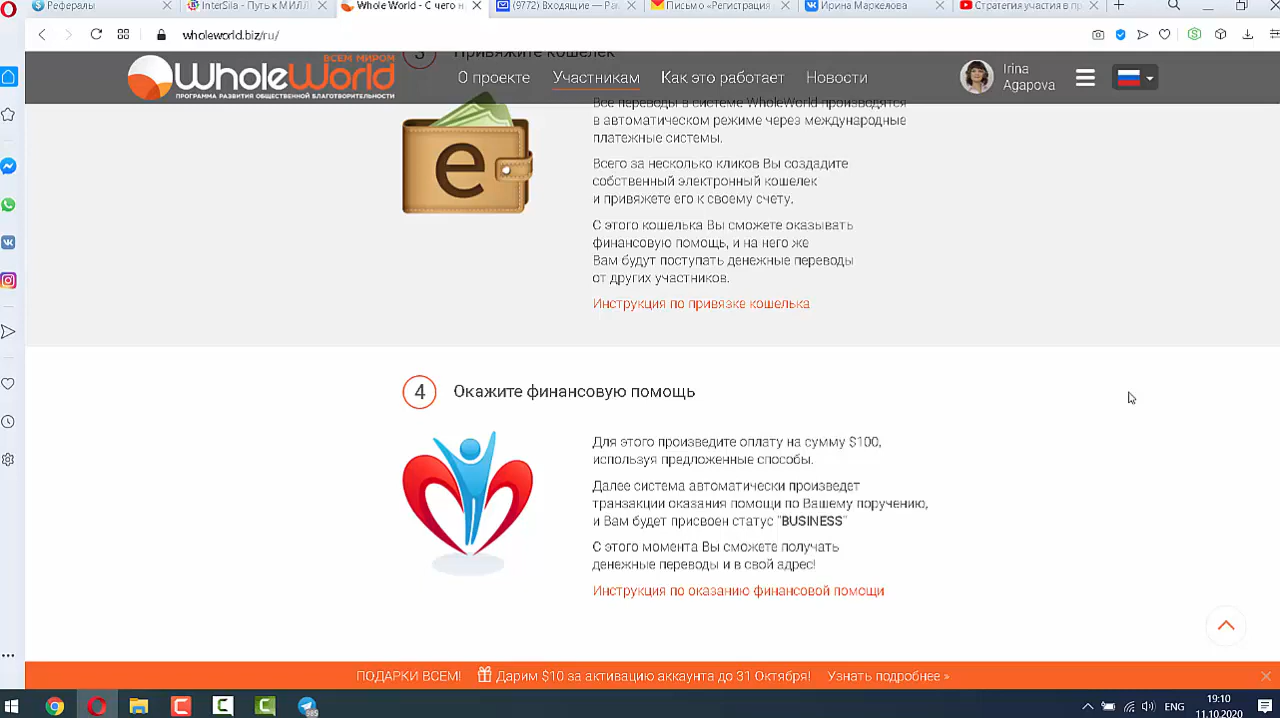 Рефералы
InterSila - Путь к МИЛЛ
Whole World - С чего н
(9772) Входящие — Рам
Письмо «Регистрация
Ирина Маркелова
Стратегия участия в пр
wholeworld.biz/ru/
3 Привяжите кошелек
ВСЕМ МИРОМ
WholeWorld
ПРОГРАММА РАЗВИТИЯ ОБЩЕСТВЕННОЙ БЛАГОТВОРИТЕЛЬНОСТИ
О проекте Участникам Как это работает Новости
Irina
Agapova
Все переводы в системе WholeWorld производятся
в автоматическом режиме через международные
платежные системы.
Всего за несколько кликов Вы создадите
собственный электронный кошелек
и привяжете его к своему счету.
С этого кошелька Вы сможете оказывать
финансовую помощь, и на него же
Вам будут поступать денежные переводы
от других участников.
Инструкция по привязке кошелька
e
4 Окажите финансовую помощь
Для этого произведите оплату на сумму $100,
используя предложенные способы.
Далее система автоматически произведет
транзакции оказания помощи по Вашему поручению,
и Вам будет присвоен статус "BUSINESS"
С этого момента Вы сможете получать
денежные переводы и в свой адрес!
Инструкция по оказанию финансовой помощи
ПОДАРКИ ВСЕМ! Дарим $10 за активацию аккаунта до 31 Октября! Узнать подробнее »
985
ENG
19:10
11.10.2020